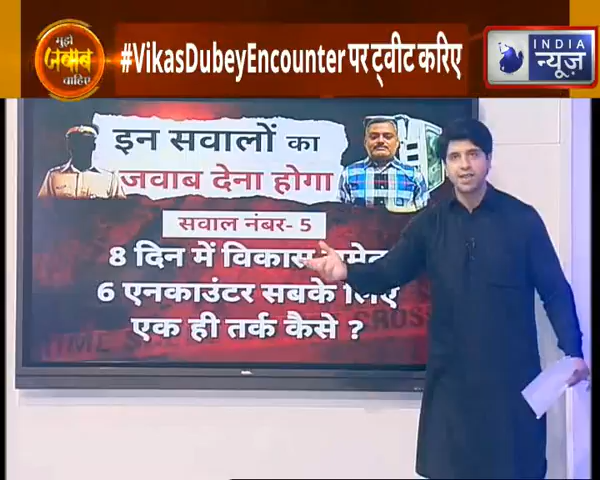 मुझे
जवाब
चाहिए
#VikasDubeyEncounter पर ट्वीट करिए
INDIA
न्यूज़
इन सवालों का
जवाब देना होगा
सवाल नंबर- 5
8 दिन में विकास
6 एनकाउंटर सबके लिए
एक ही तर्क कैसे ?